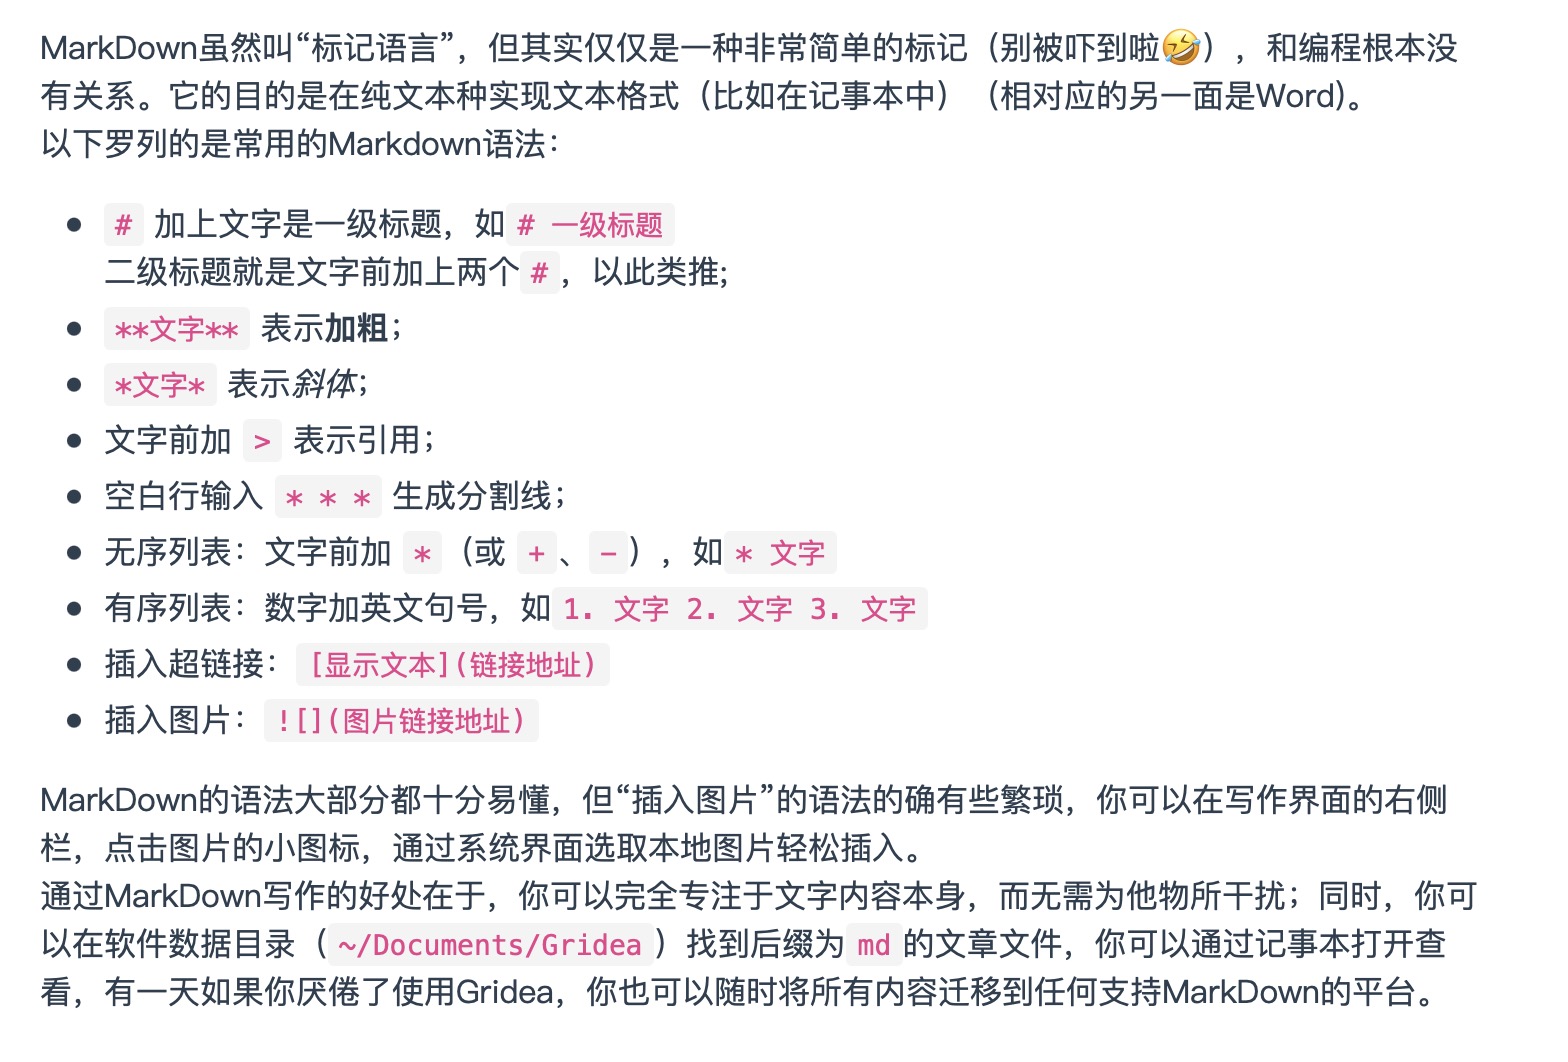 MarkDown虽然叫“标记语言”，但其实仅仅是一种非常简单的标记（别被吓到啦🤣），和编程根本没
有关系。它的目的是在纯文本种实现文本格式（比如在记事本中）（相对应的另一面是Word）。
以下罗列的是常用的Markdown语法：
• # 加上文字是一级标题，如 # 一级标题
二级标题就是文字前加上两个 #，以此类推;
• **文字** 表示加粗；
• *文字* 表示斜体；
• 文字前加 > 表示引用；
• 空白行输入 * * * 生成分割线；
• 无序列表：文字前加 *（或 +、-），如 * 文字
• 有序列表：数字加英文句号，如 1. 文字 2. 文字 3. 文字
• 插入超链接：[显示文本](链接地址)
• 插入图片：![](图片链接地址)
MarkDown的语法大部分都十分易懂，但“插入图片”的语法的确有些繁琐，你可以在写作界面的右侧
栏，点击图片的小图标，通过系统界面选取本地图片轻松插入。
通过MarkDown写作的好处在于，你可以完全专注于文字内容本身，而无需为他物所干扰；同时，你可
以在软件数据目录（~/Documents/Gridea）找到后缀为 md 的文章文件，你可以通过记事本打开查
看，有一天如果你厌倦了使用Gridea，你也可以随时将所有内容迁移到任何支持MarkDown的平台。